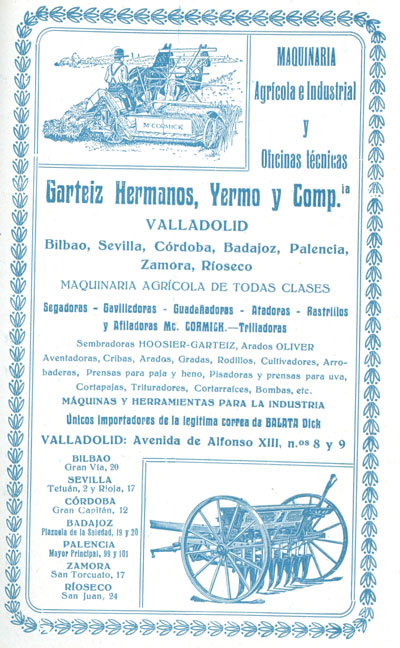 MAQUINARIA
Agrícola e Industrial
y
Oficinas técnicas
Mc CORMICK
Garteiz Hermanos, Yermo y Comp.ia
VALLADOLID
Bilbao, Sevilla, Córdoba, Badajoz, Palencia,
Zamora, Ríoseco
MAQUINARIA AGRÍCOLA DE TODAS CLASES
Segadoras - Gavilladoras - Guadañadoras - Atadoras - Rastrillos
y Afiladoras Mc. CORMICK.—Trilladoras
Sembradoras HOOSIER-GARTEIZ, Arados OLIVER
Aventadoras, Cribas, Arados, Gradas, Rodillos, Cultivadores, Arro-
baderas, Prensas para paja y heno, Pisadoras y prensas para uva,
Cortapajas, Trituradores, Cortarraíces, Bombas, etc.
MÁQUINAS Y HERRAMIENTAS PARA LA INDUSTRIA
Únicos importadores de la legítima correa de BALATA Dick
VALLADOLID: Avenida de Alfonso XIII, n.os 8 y 9
BILBAO
Gran Vía, 20
SEVILLA
Tetuán, 2 y Rioja, 17
CÓRDOBA
Gran Capitán, 12
BADAJOZ
Plazuela de la Soledad, 19 y 20
PALENCIA
Mayor Principal, 99 y 101
ZAMORA
San Torcuato, 17
RÍOSECO
San Juan, 24